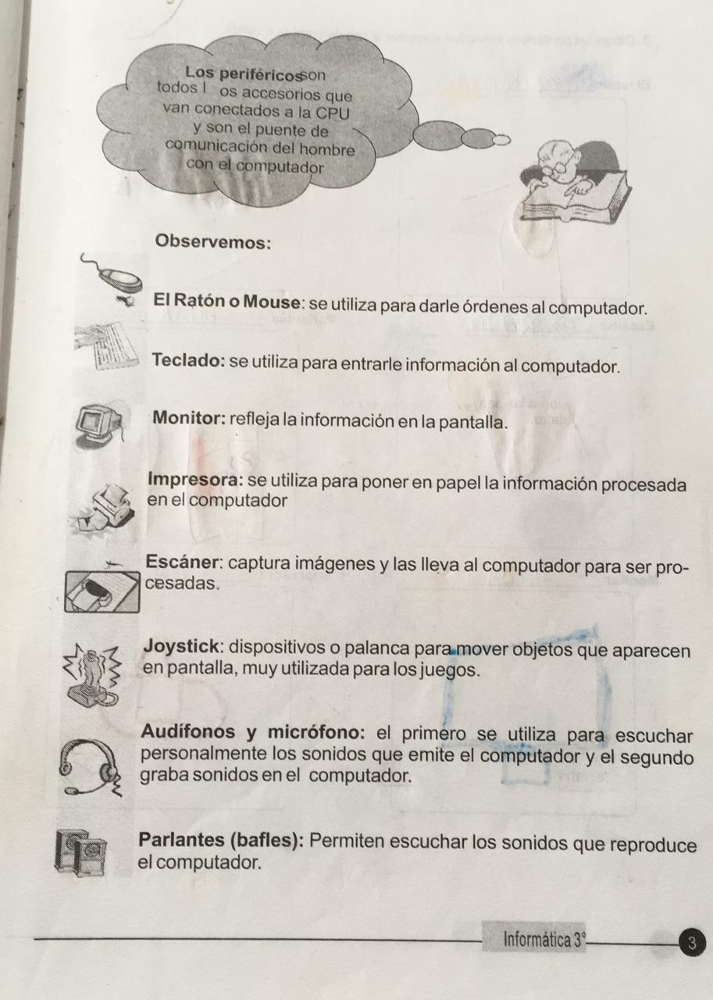 Los periféricosson
todos l os accesorios que
van conectados a la CPU
y son el puente de
comunicación del hombre
con el computador
Observemos:
El Ratón o Mouse: se utiliza para darle órdenes al computador.
Teclado: se utiliza para entrarle información al computador.
Monitor: refleja la información en la pantalla.
Impresora: se utiliza para poner en papel la información procesada
en el computador
Escáner: captura imágenes y las lleva al computador para ser pro-
cesadas.
Joystick: dispositivos o palanca para mover objetos que aparecen
en pantalla, muy utilizada para los juegos.
Audífonos y micrófono: el primero se utiliza para escuchar
personalmente los sonidos que emite el computador y el segundo
graba sonidos en el computador.
Parlantes (bafles): Permiten escuchar los sonidos que reproduce
el computador.
Informática 3°
3